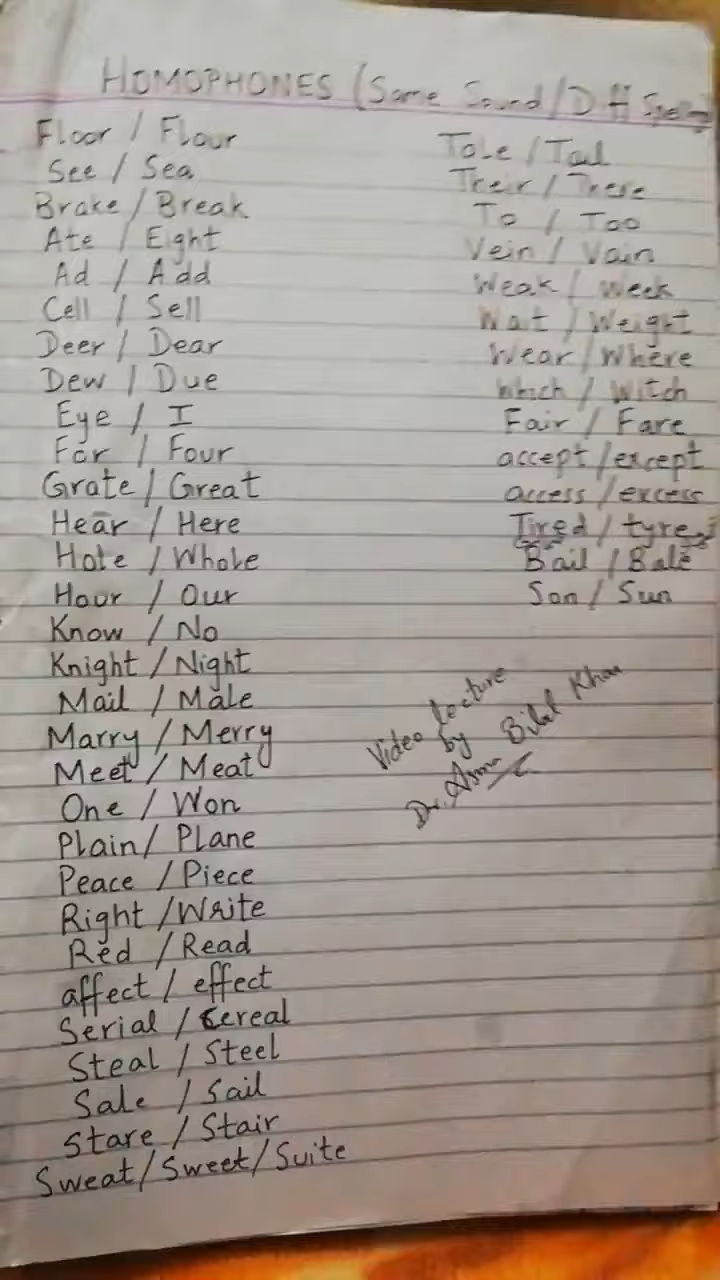 HOMOPHONES (Same Sound/Diff Spelling)
Floor / Flour
See / Sea
Brake / Break
Ate / Eight
Ad / Add
Cell / Sell
Deer / Dear
Dew / Due
Eye / I
For / Four
Grate / Great
Hear / Here
Hole / Whole
Hour / Our
Know / No
Knight / Night
Mail / Male
Marry / Merry
Meet / Meat
One / Won
Plain / Plane
Peace / Piece
Right / Write
Red / Read
affect / effect
Serial / Cereal
Steal / Steel
Sale / Sail
Stare / Stair
Sweat/Sweet/Suite
Tale / Tail
Their / There
To / Too
Vein / Vain
Weak / Week
Wait / Weight
Wear / Where
Which / Witch
Fair / Fare
accept / except
access / excess
Tired / tyres
Bail / Bale
Son / Sun
Video lecture
by
Dr. Asma Bilal Khan